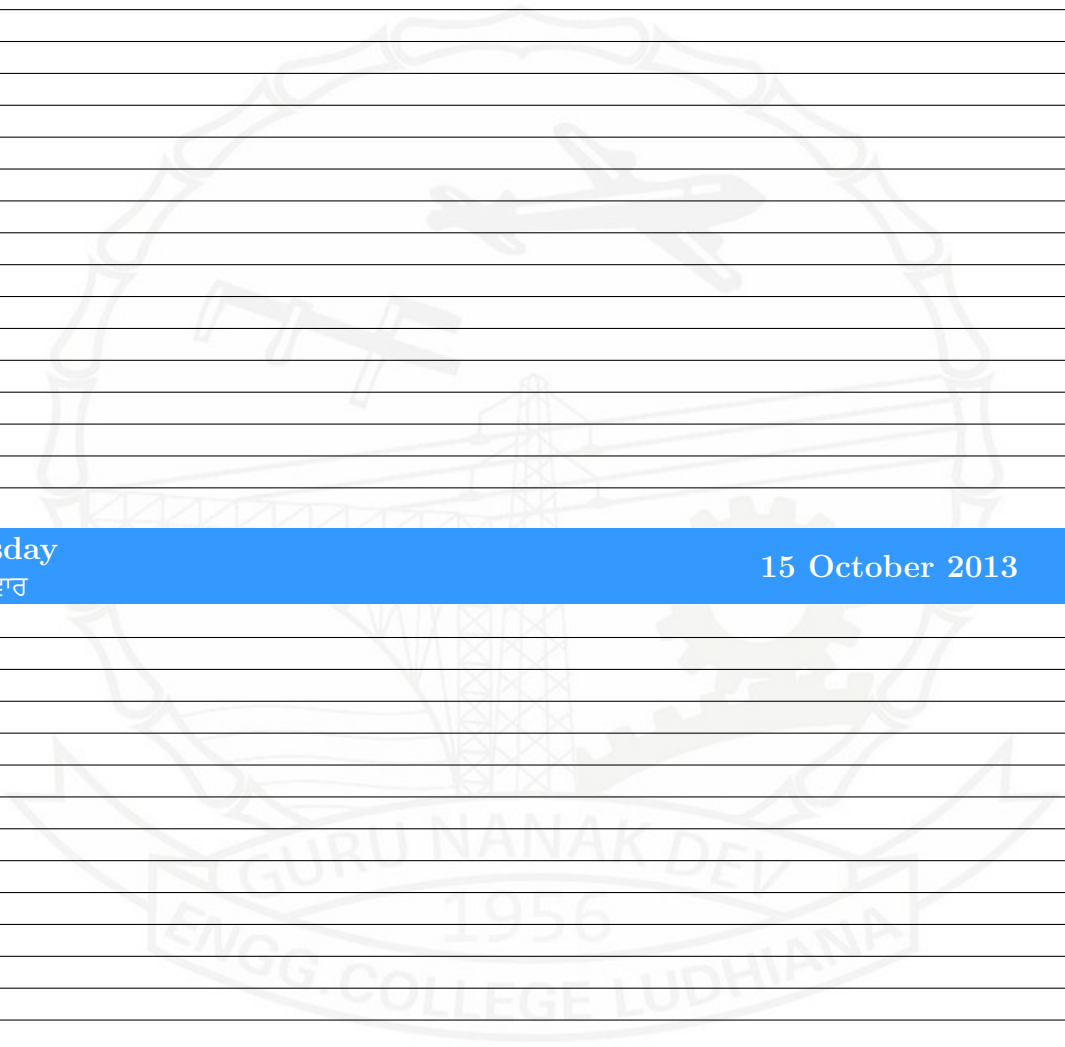 sday
ਵਾਰ
15 October 2013
GURU NANAK DEV
1956
ENGG. COLLEGE LUDHIANA